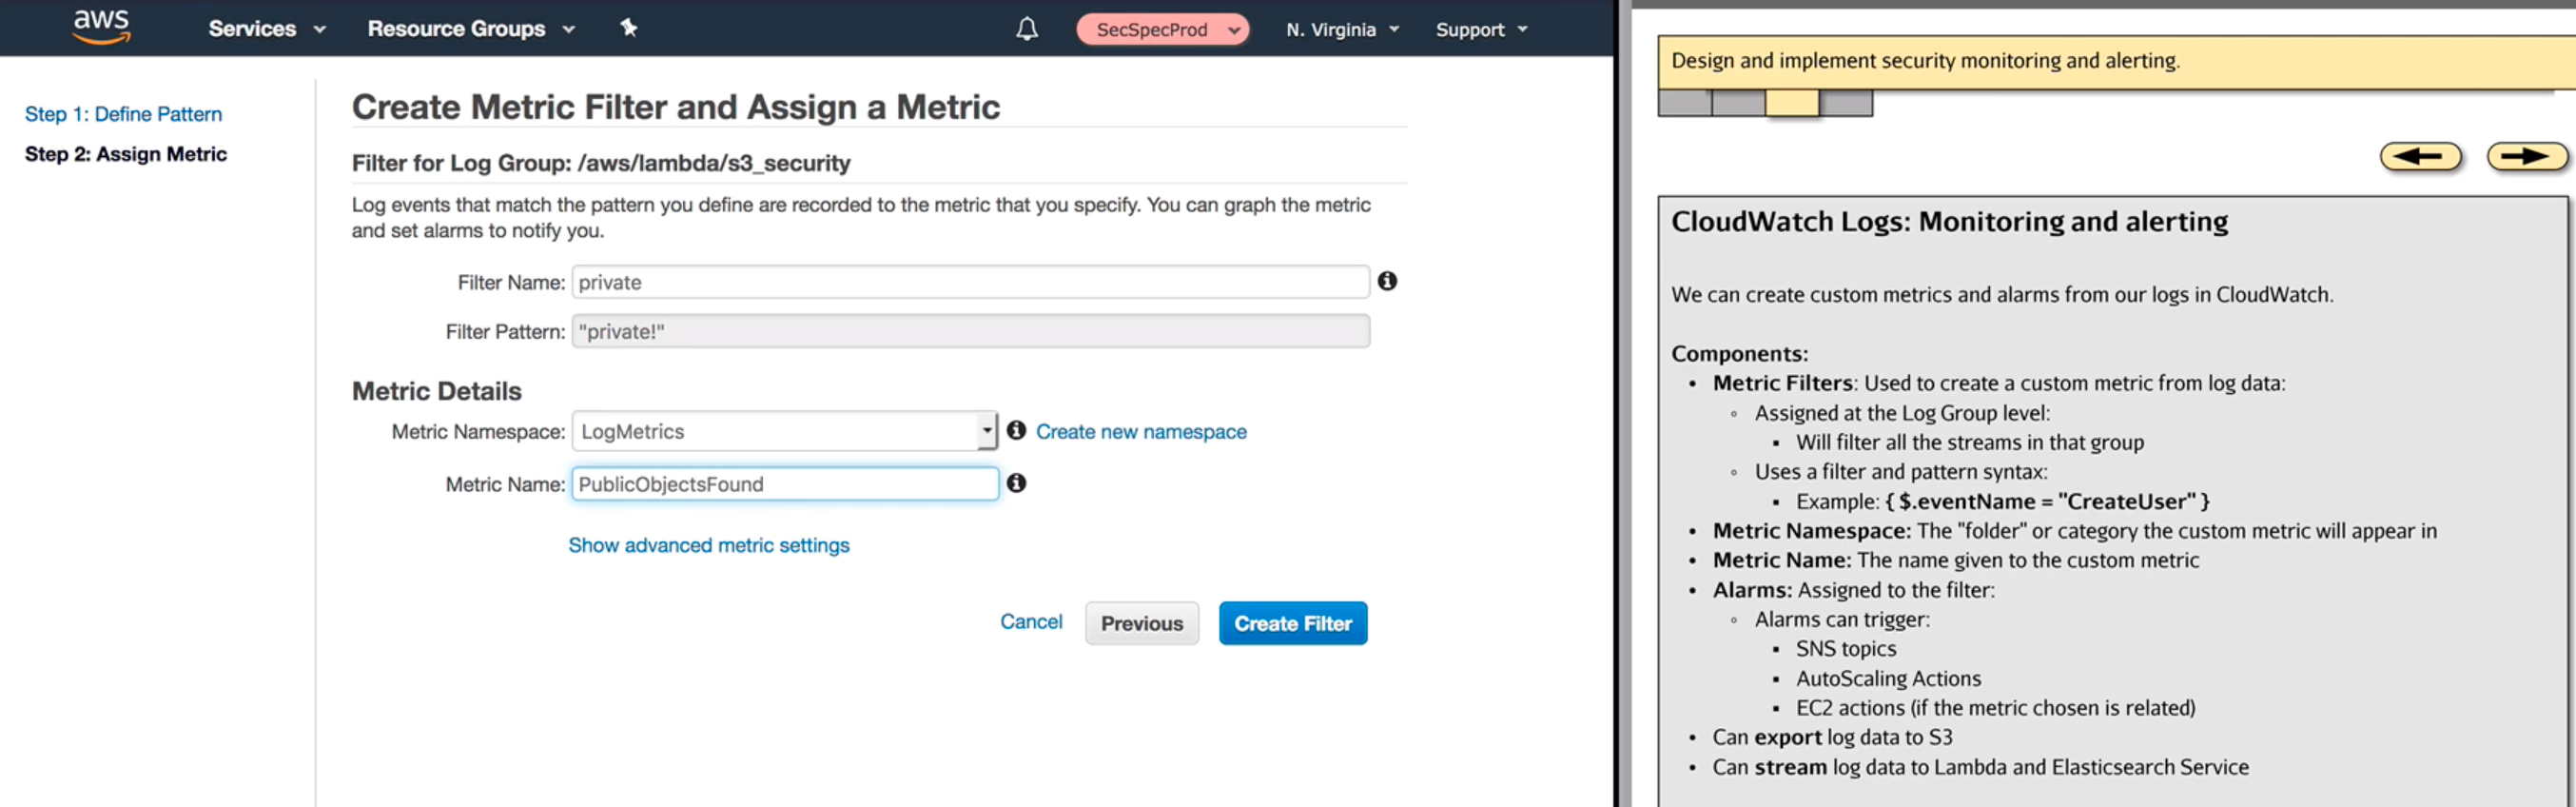 aws
Services
Resource Groups
SecSpecProd
N. Virginia
Support
Step 1: Define Pattern
Step 2: Assign Metric
Create Metric Filter and Assign a Metric
Filter for Log Group: /aws/lambda/s3_security
Log events that match the pattern you define are recorded to the metric that you specify. You can graph the metric
and set alarms to notify you.
Filter Name: private
Filter Pattern: "private!"
Metric Details
Metric Namespace: LogMetrics Create new namespace
Metric Name: PublicObjectsFound
Show advanced metric settings
Cancel Previous Create Filter
Design and implement security monitoring and alerting.
CloudWatch Logs: Monitoring and alerting
We can create custom metrics and alarms from our logs in CloudWatch.
Components:
• Metric Filters: Used to create a custom metric from log data:
◦ Assigned at the Log Group level:
▪ Will filter all the streams in that group
◦ Uses a filter and pattern syntax:
▪ Example: { $.eventName = "CreateUser" }
• Metric Namespace: The "folder" or category the custom metric will appear in
• Metric Name: The name given to the custom metric
• Alarms: Assigned to the filter:
◦ Alarms can trigger:
▪ SNS topics
▪ AutoScaling Actions
▪ EC2 actions (if the metric chosen is related)
• Can export log data to S3
• Can stream log data to Lambda and Elasticsearch Service